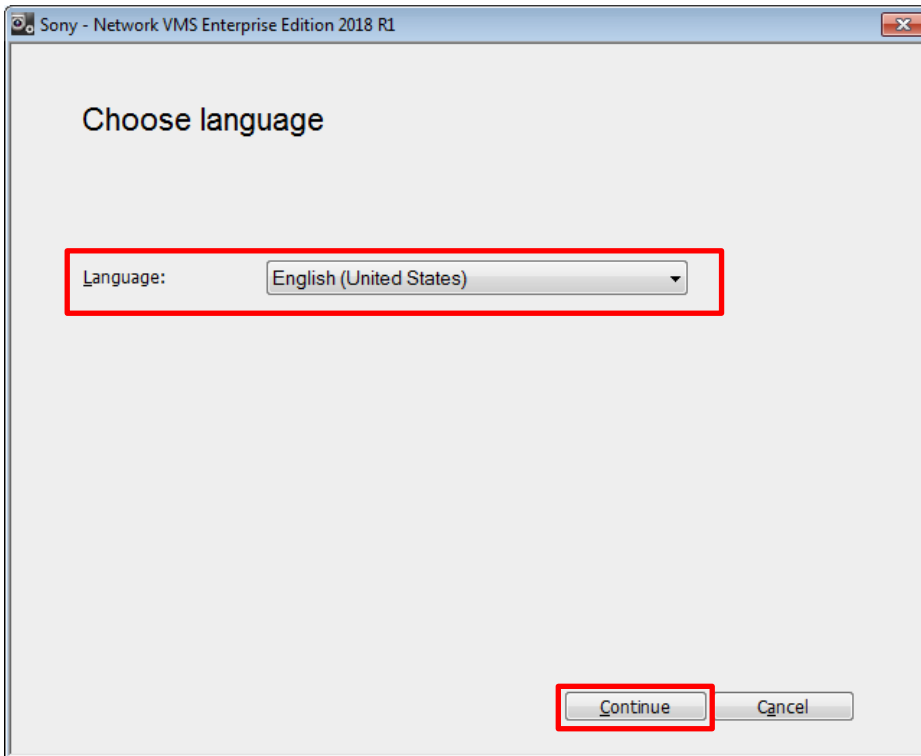 Sony - Network VMS Enterprise Edition 2018 R1
Choose language
Language: English (United States)
Continue Cancel